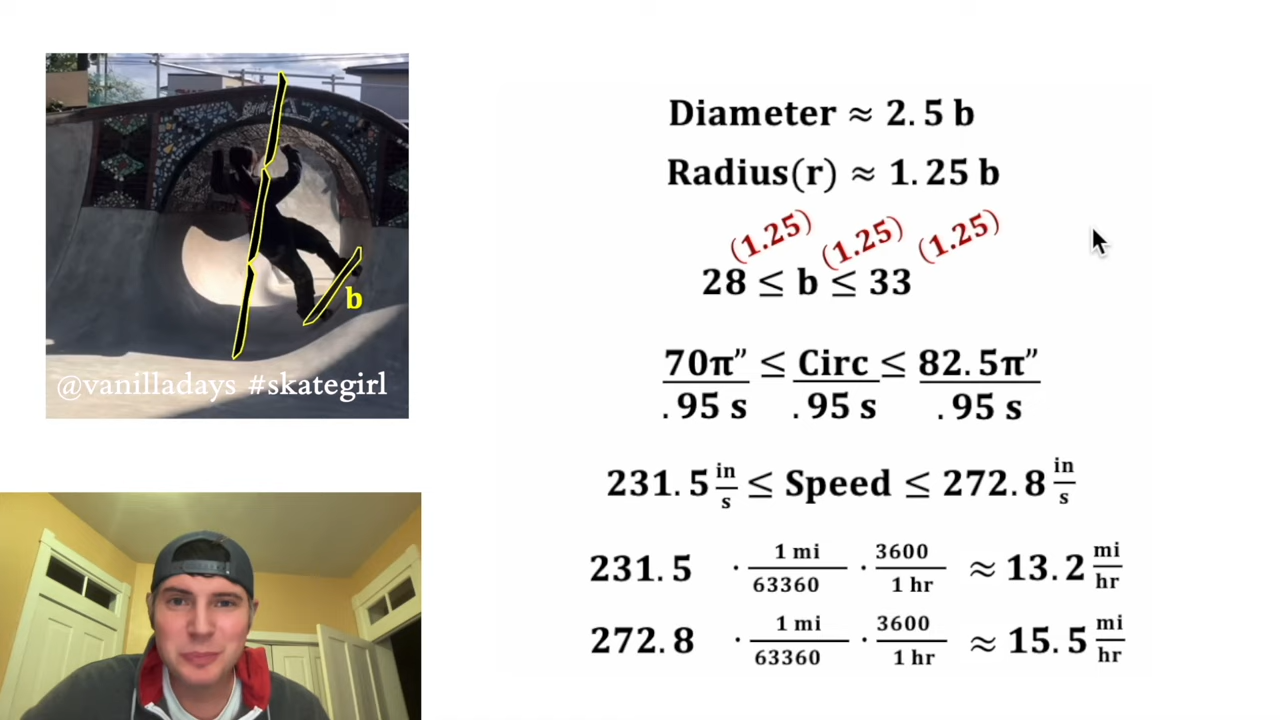 b
@vanilladays #skategirl
Diameter ≈ 2.5 b
Radius(r) ≈ 1.25 b
(1.25) (1.25) (1.25)
28 ≤ b ≤ 33
70π” ≤ Circ ≤ 82.5π”
.95 s .95 s .95 s
231.5 in/s ≤ Speed ≤ 272.8 in/s
231.5 · 1 mi/63360 · 3600/1 hr ≈ 13.2 mi/hr
272.8 · 1 mi/63360 · 3600/1 hr ≈ 15.5 mi/hr